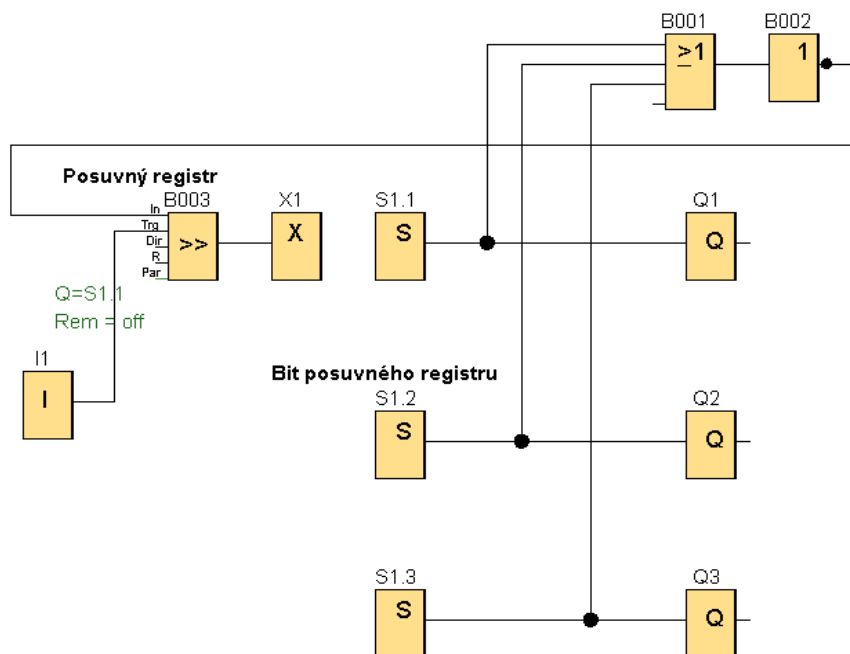 B001 B002
≥1 1
Posuvný registr
B003 X1 S1.1 Q1
In
Trg
Dir
R
Par
>> X S Q
Q=S1.1
Rem = off
I1
I
Bit posuvného registru
S1.2 Q2
S Q
S1.3 Q3
S Q